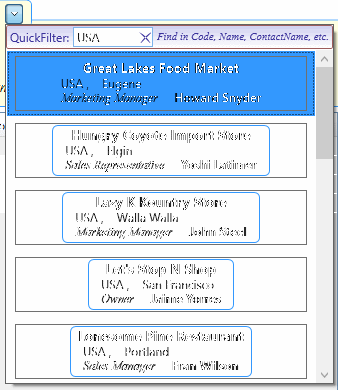 QuickFilter: USA Find in Code, Name, ContactName, etc.
Great Lakes Food Market
USA , Eugene
Marketing Manager Howard Snyder
Hungry Coyote Import Store
USA , Elgin
Sales Representative Yoshi Latimer
Lazy K Kountry Store
USA , Walla Walla
Marketing Manager John Steel
Let's Stop N Shop
USA , San Francisco
Owner Jaime Yorres
Lonesome Pine Restaurant
USA , Portland
Sales Manager Fran Wilson